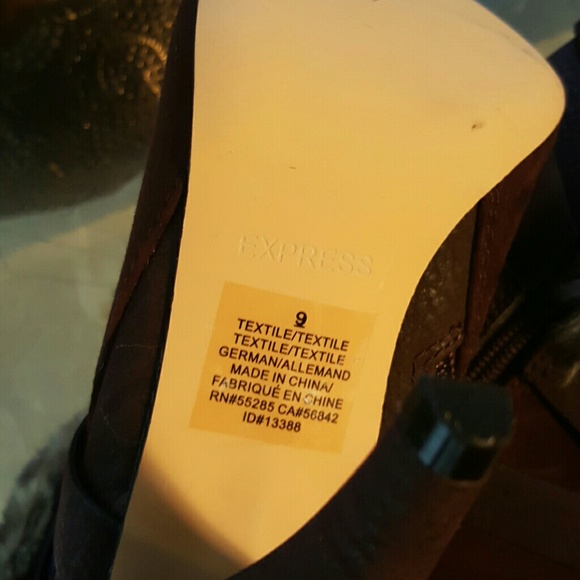 EXPRESS
9
TEXTILE/TEXTILE
TEXTILE/TEXTILE
GERMAN/ALLEMAND
MADE IN CHINA/
FABRIQUÉ EN CHINE
RN#55285 CA#56842
ID#13388